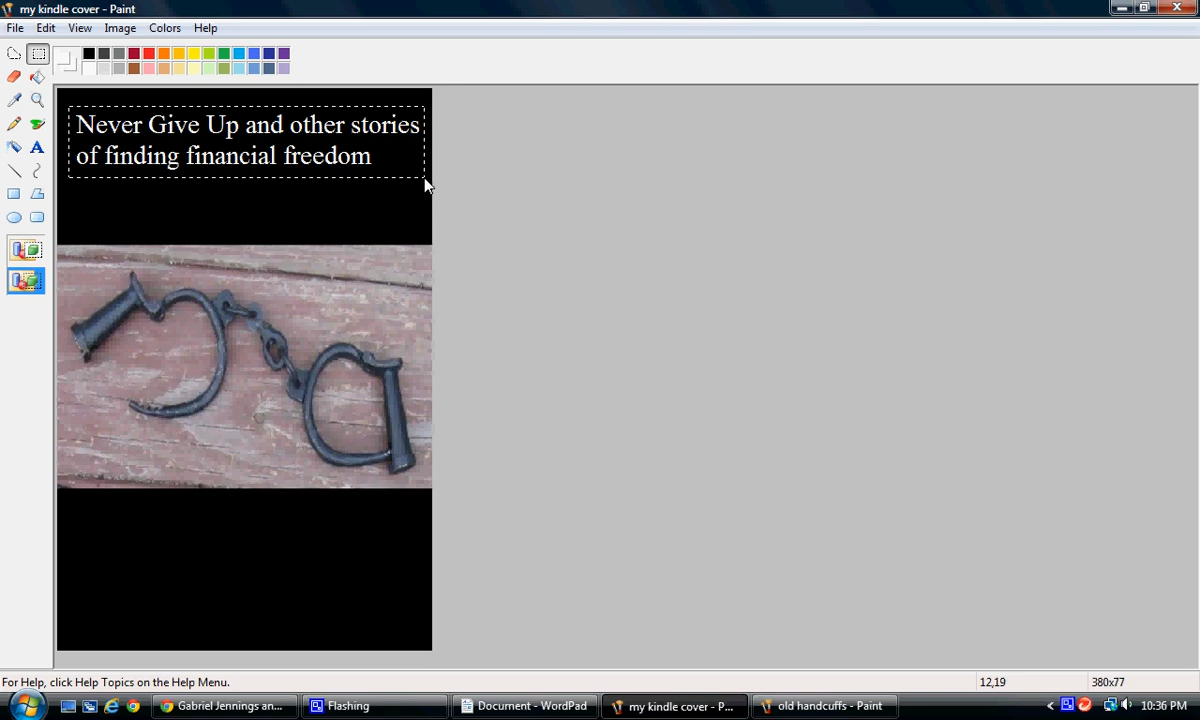 my kindle cover - Paint
File Edit View Image Colors Help
Never Give Up and other stories
of finding financial freedom
For Help, click Help Topics on the Help Menu.
12,19
380x77
Gabriel Jennings an...
Flashing
Document - WordPad
my kindle cover - P...
old handcuffs - Paint
10:36 PM